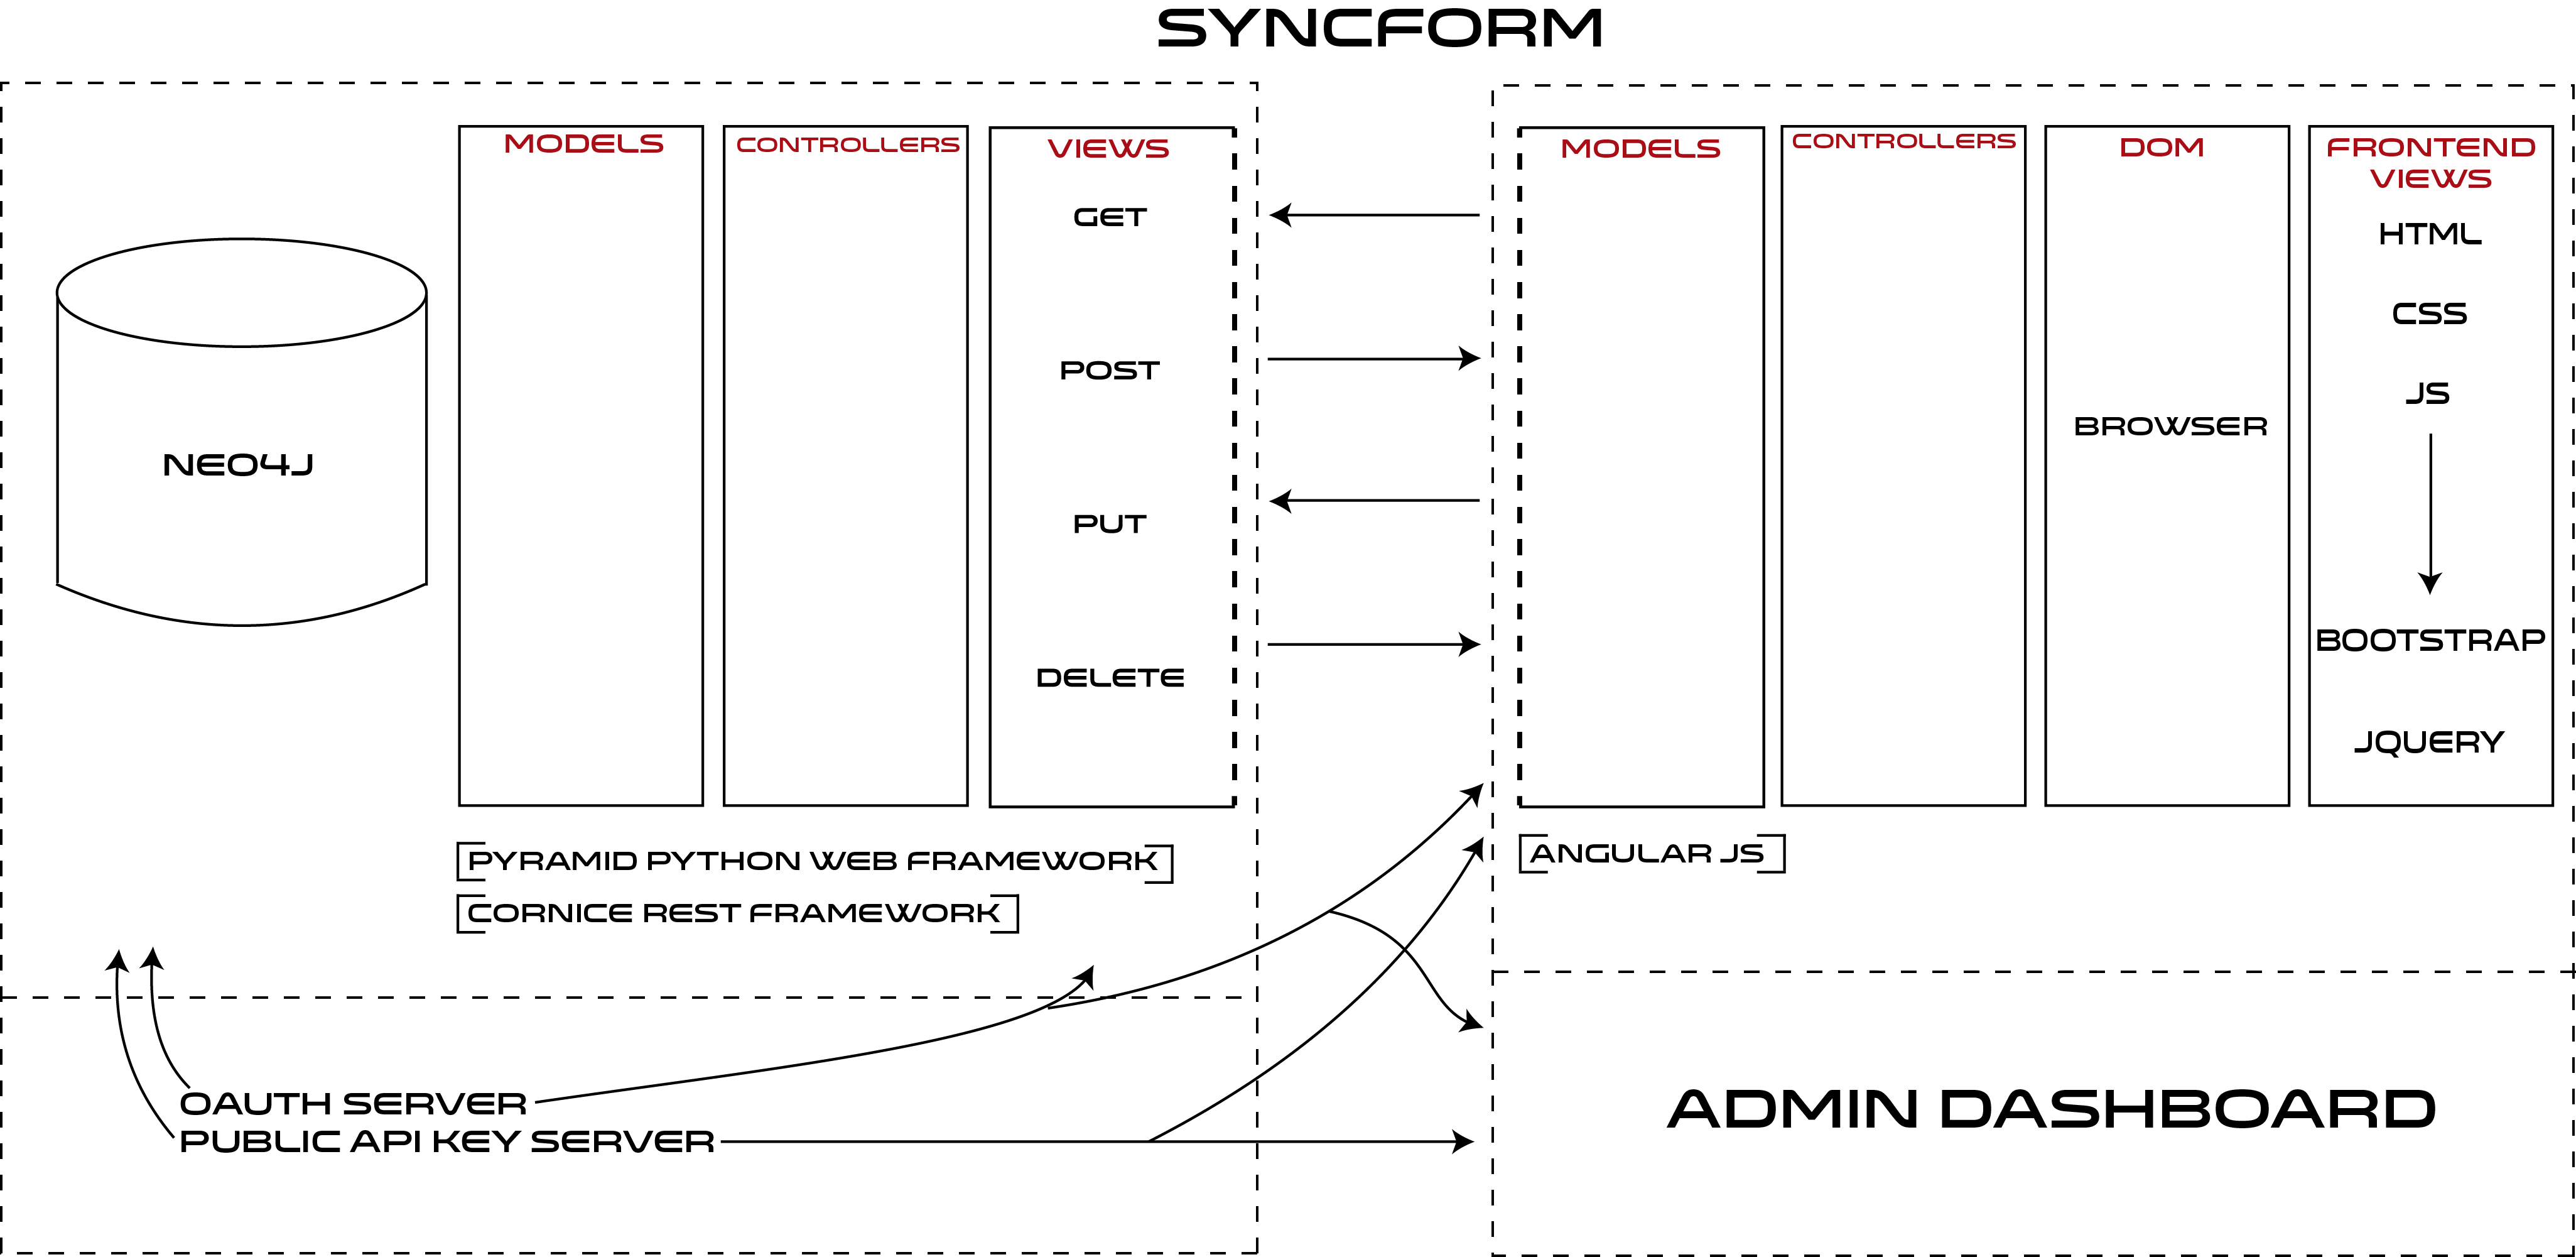 SYNCFORM
NEO4J
MODELS
CONTROLLERS
VIEWS
GET
POST
PUT
DELETE
PYRAMID PYTHON WEB FRAMEWORK
CORNICE REST FRAMEWORK
MODELS
CONTROLLERS
DOM
BROWSER
FRONTEND
VIEWS
HTML
CSS
JS
BOOTSTRAP
JQUERY
ANGULAR JS
OAUTH SERVER
PUBLIC API KEY SERVER
ADMIN DASHBOARD